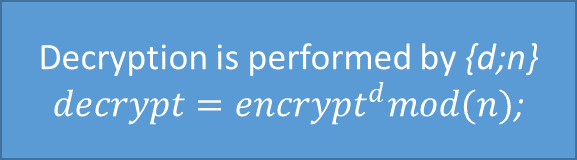 Decryption is performed by {d;n}
decrypt = encrypt^d mod(n);